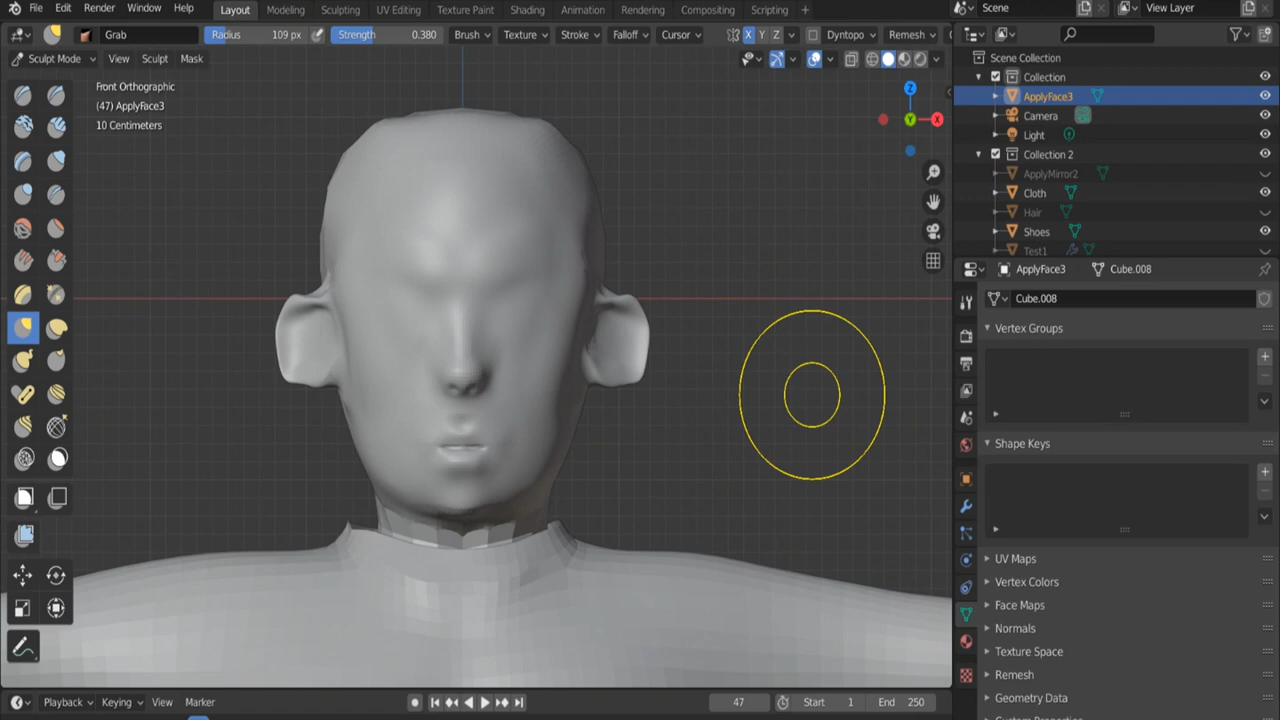 File Edit Render Window Help Layout Modeling Sculpting UV Editing Texture Paint Shading Animation Rendering Compositing Scripting + Scene View Layer
Grab Radius 109 px Strength 0.380 Brush Texture Stroke Falloff Cursor X Y Z Dyntopo Remesh
Sculpt Mode View Sculpt Mask
Front Orthographic
(47) ApplyFace3
10 Centimeters
Z
Y X
Scene Collection
Collection
ApplyFace3
Camera
Light
Collection 2
ApplyMirror2
Cloth
Hair
Shoes
Test1
ApplyFace3 Cube.008
Cube.008
Vertex Groups
Shape Keys
UV Maps
Vertex Colors
Face Maps
Normals
Texture Space
Remesh
Geometry Data
Custom Properties
Playback Keying View Marker 47 Start 1 End 250